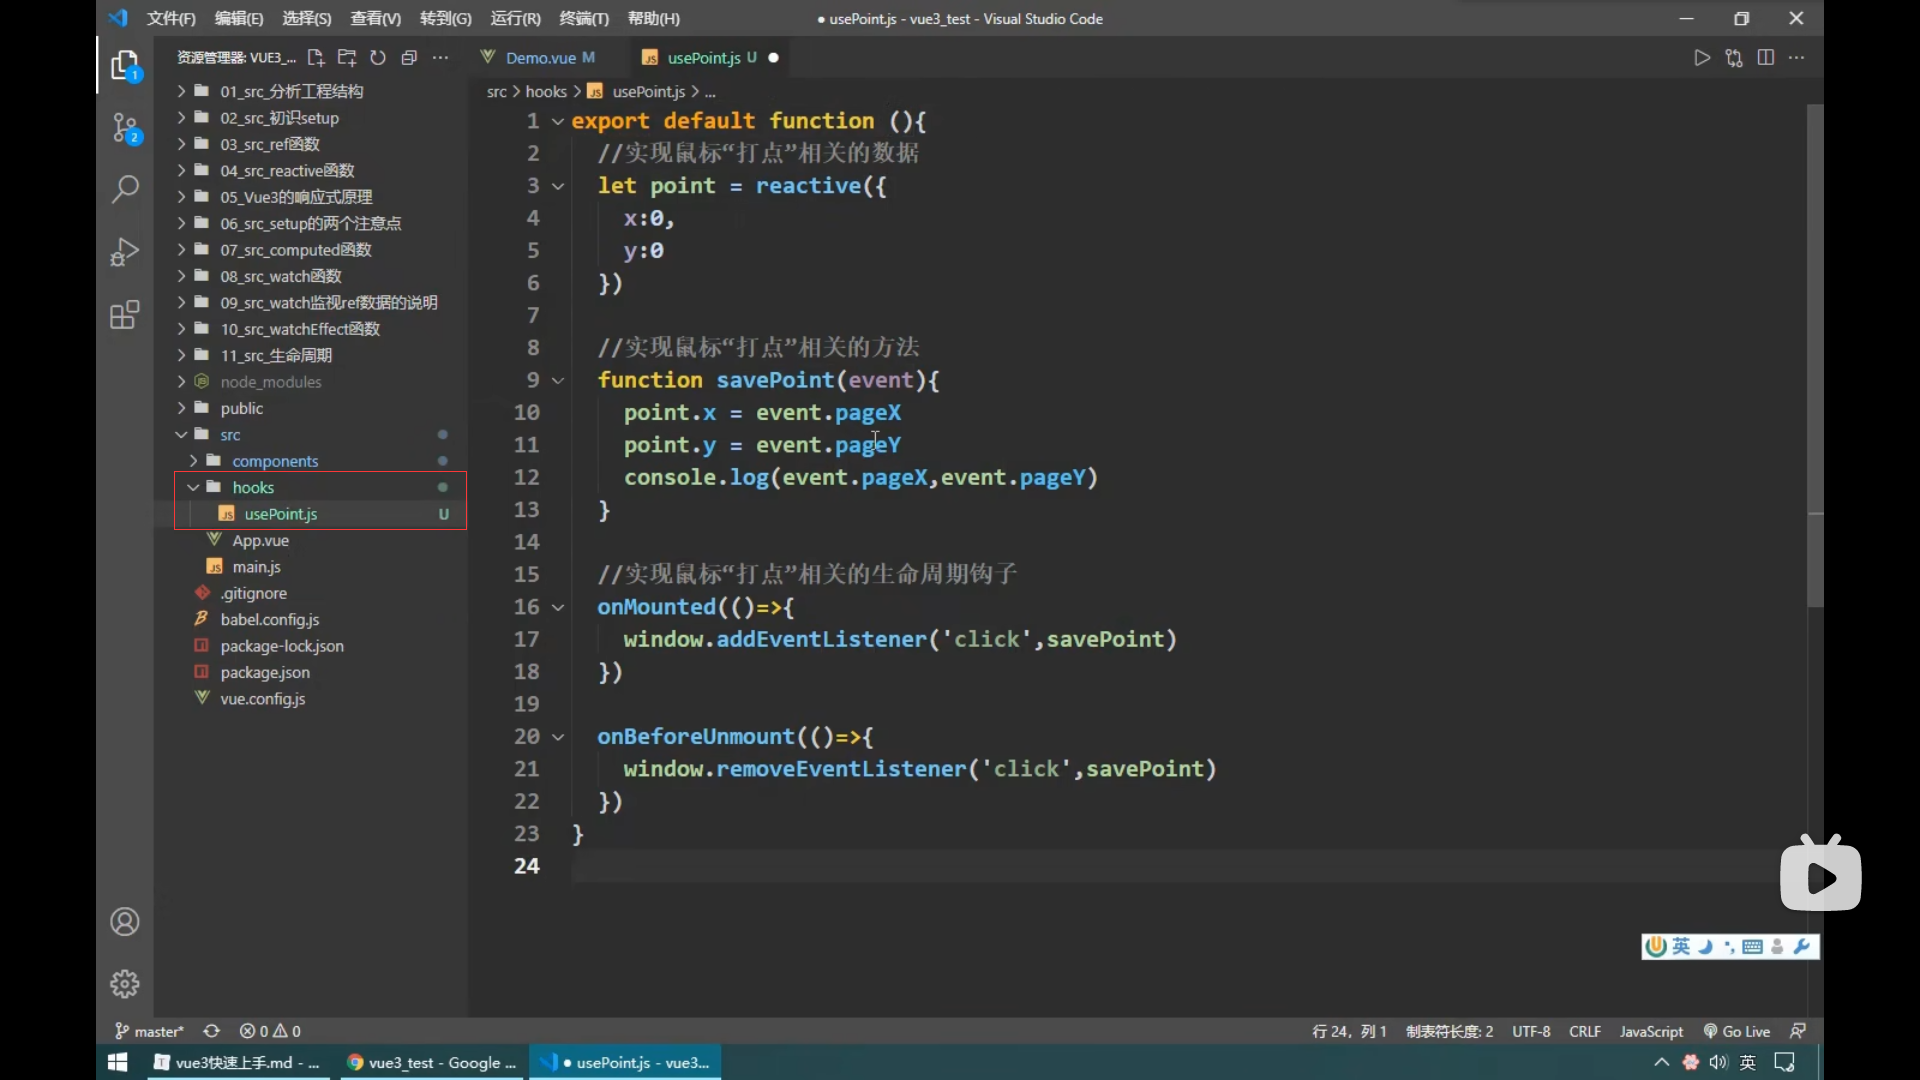 文件(F) 编辑(E) 选择(S) 查看(V) 转到(G) 运行(R) 终端(T) 帮助(H) ● usePoint.js - vue3_test - Visual Studio Code
资源管理器: VUE3_...
Demo.vue M usePoint.js U ●
src > hooks > JS usePoint.js > ...
1
2
01_src_分析工程结构
02_src_初识setup
03_src_ref函数
04_src_reactive函数
05_Vue3的响应式原理
06_src_setup的两个注意点
07_src_computed函数
08_src_watch函数
09_src_watch监视ref数据的说明
10_src_watchEffect函数
11_src_生命周期
node_modules
public
src
components
hooks
JS usePoint.js U
App.vue
JS main.js
.gitignore
babel.config.js
package-lock.json
package.json
vue.config.js
1 export default function (){
2 //实现鼠标“打点”相关的数据
3 let point = reactive({
4 x:0,
5 y:0
6 })
7
8 //实现鼠标“打点”相关的方法
9 function savePoint(event){
10 point.x = event.pageX
11 point.y = event.pageY
12 console.log(event.pageX,event.pageY)
13 }
14
15 //实现鼠标“打点”相关的生命周期钩子
16 onMounted(()=>{
17 window.addEventListener('click',savePoint)
18 })
19
20 onBeforeUnmount(()=>{
21 window.removeEventListener('click',savePoint)
22 })
23 }
24
英
master* 0 0 行 24，列 1 制表符长度: 2 UTF-8 CRLF JavaScript Go Live
vue3快速上手.md - ... vue3_test - Google ... ● usePoint.js - vue3... 英